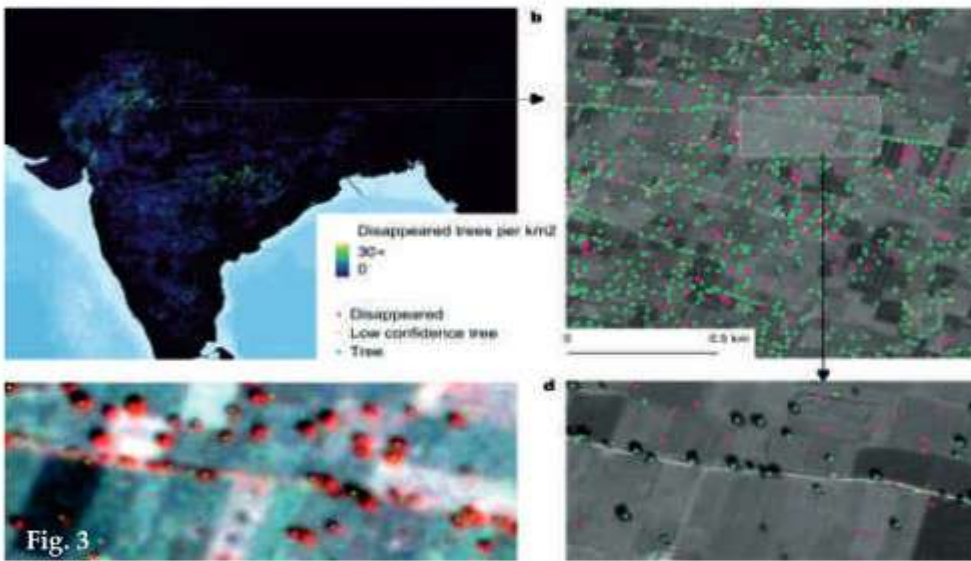 b
Disappeared trees per km2
30+
0
Disappeared
Low confidence tree
Tree
0
0.5 km
d
Fig. 3